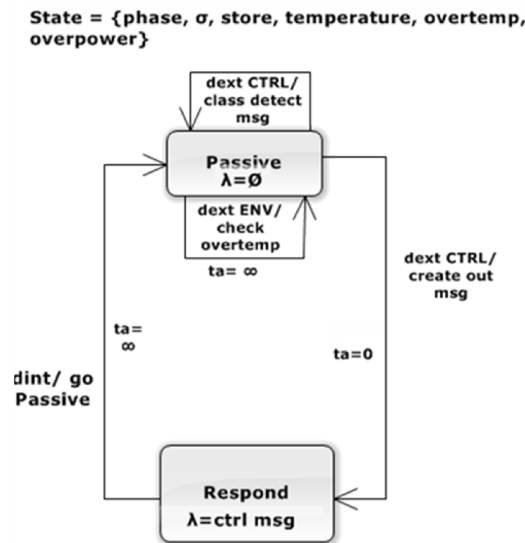 State = {phase, σ, store, temperature, overtemp,
overpower}
dext CTRL/
class detect
msg
Passive
λ=Ø
dext ENV/
check
overtemp
ta= ∞
dext CTRL/
create out
msg
ta=
∞
ta=0
dint/ go
Passive
Respond
λ=ctrl msg